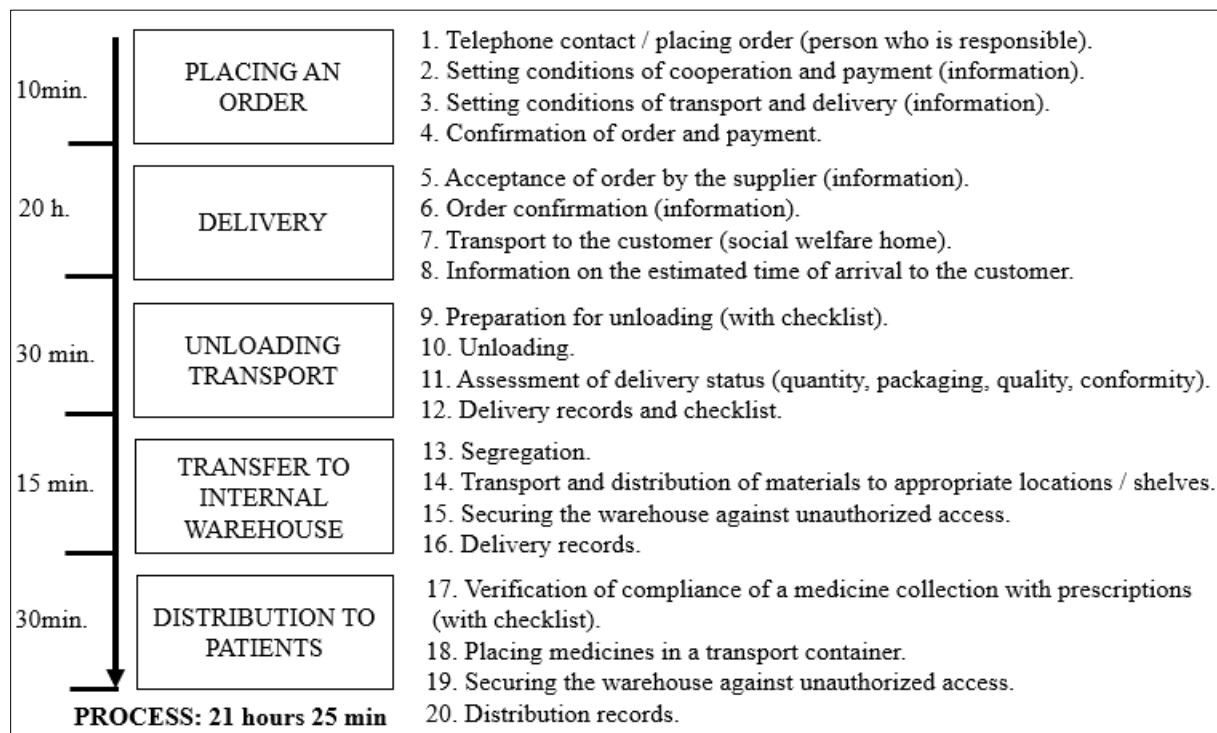 10min.
PLACING AN
ORDER
1. Telephone contact / placing order (person who is responsible).
2. Setting conditions of cooperation and payment (information).
3. Setting conditions of transport and delivery (information).
4. Confirmation of order and payment.
20 h.
DELIVERY
5. Acceptance of order by the supplier (information).
6. Order confirmation (information).
7. Transport to the customer (social welfare home).
8. Information on the estimated time of arrival to the customer.
30 min.
UNLOADING
TRANSPORT
9. Preparation for unloading (with checklist).
10. Unloading.
11. Assessment of delivery status (quantity, packaging, quality, conformity).
12. Delivery records and checklist.
15 min.
TRANSFER TO
INTERNAL
WAREHOUSE
13. Segregation.
14. Transport and distribution of materials to appropriate locations / shelves.
15. Securing the warehouse against unauthorized access.
16. Delivery records.
30min.
DISTRIBUTION TO
PATIENTS
17. Verification of compliance of a medicine collection with prescriptions
(with checklist).
18. Placing medicines in a transport container.
19. Securing the warehouse against unauthorized access.
20. Distribution records.
PROCESS: 21 hours 25 min